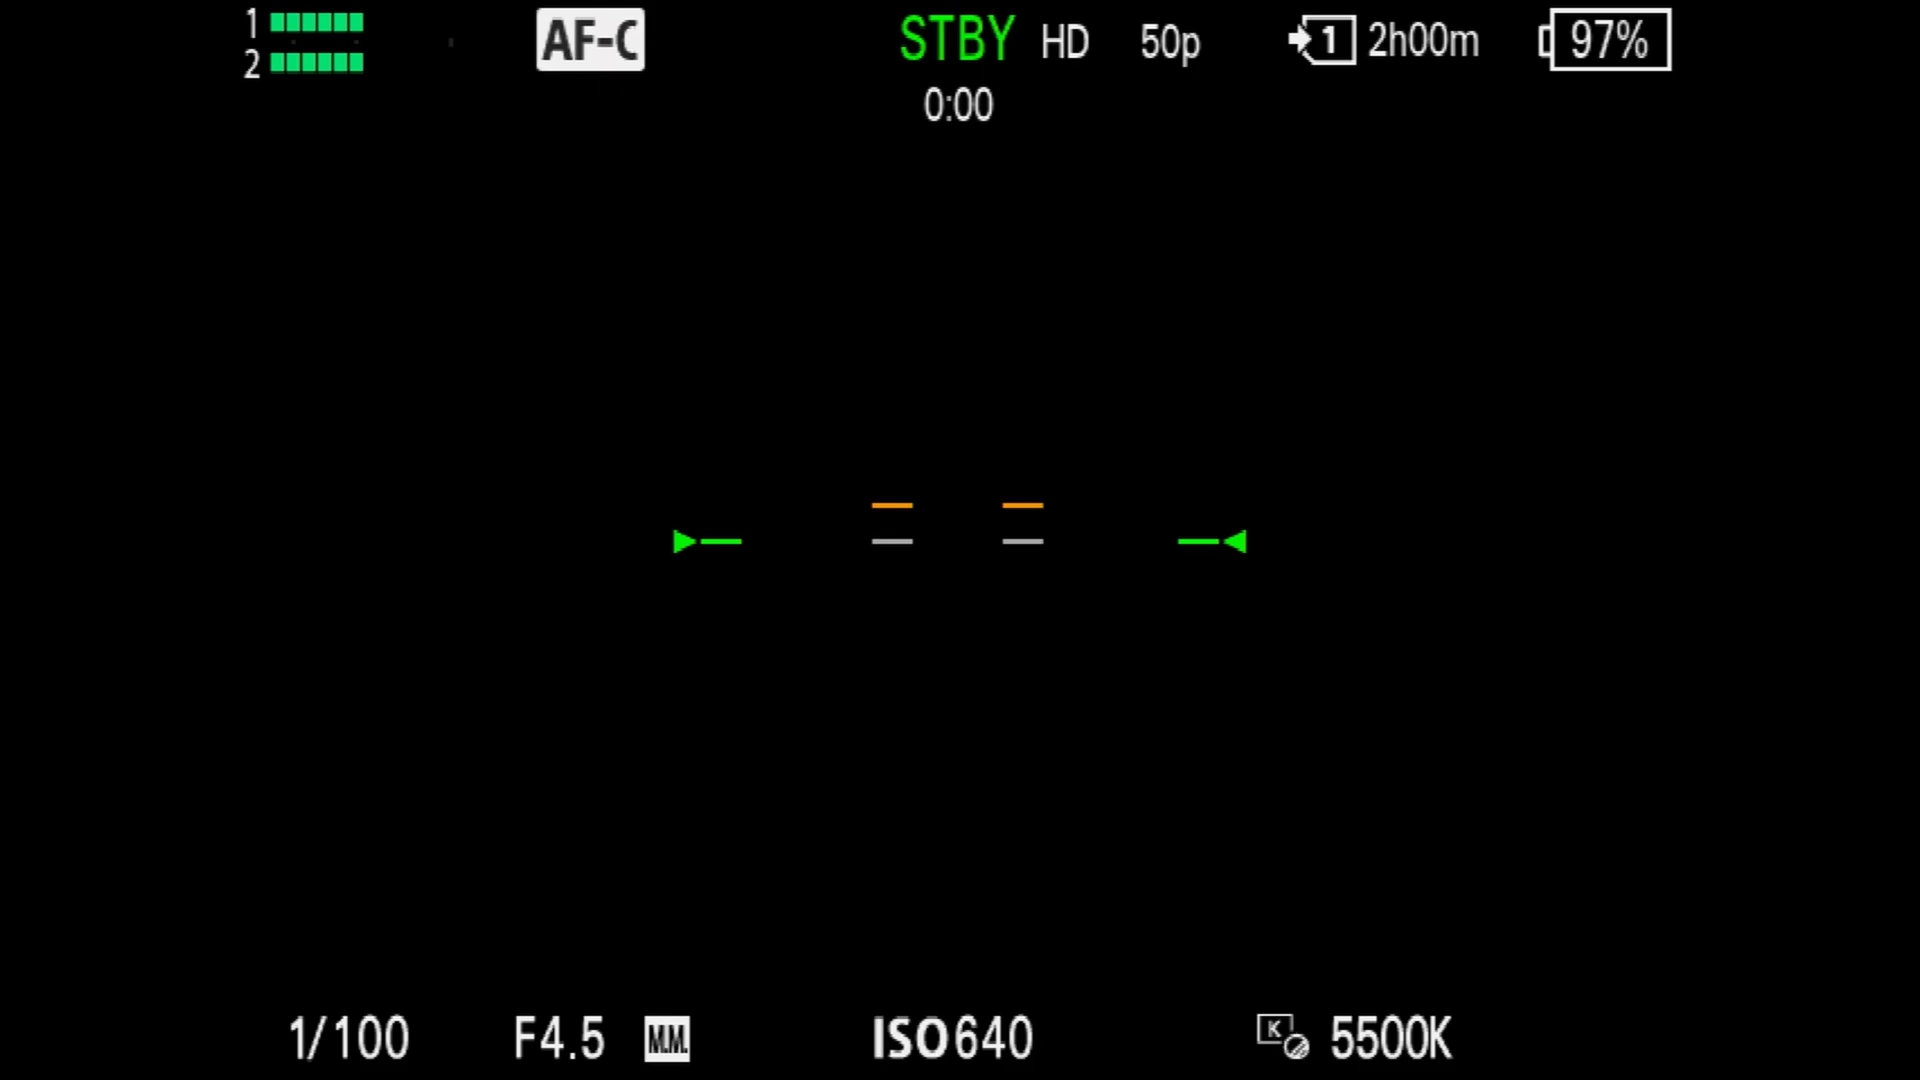 1 AF-C STBY HD 50p 1 2h00m 97%
2
0:00
1/100 F4.5 M.M. ISO640 K 5500K